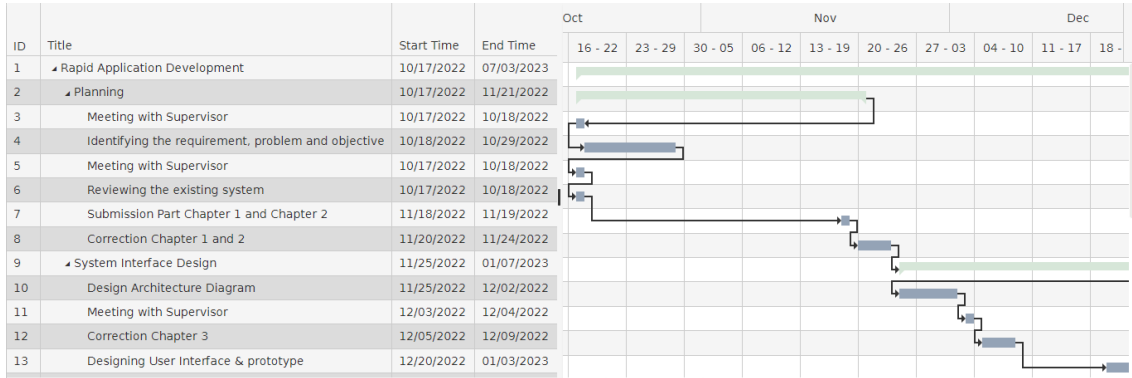 Oct Nov Dec
ID Title Start Time End Time 16 - 22 23 - 29 30 - 05 06 - 12 13 - 19 20 - 26 27 - 03 04 - 10 11 - 17 18 -
1 Rapid Application Development 10/17/2022 07/03/2023
2 Planning 10/17/2022 11/21/2022
3 Meeting with Supervisor 10/17/2022 10/18/2022
4 Identifying the requirement, problem and objective 10/18/2022 10/29/2022
5 Meeting with Supervisor 10/17/2022 10/18/2022
6 Reviewing the existing system 10/17/2022 10/18/2022
7 Submission Part Chapter 1 and Chapter 2 11/18/2022 11/19/2022
8 Correction Chapter 1 and 2 11/20/2022 11/24/2022
9 System Interface Design 11/25/2022 01/07/2023
10 Design Architecture Diagram 11/25/2022 12/02/2022
11 Meeting with Supervisor 12/03/2022 12/04/2022
12 Correction Chapter 3 12/05/2022 12/09/2022
13 Designing User Interface & prototype 12/20/2022 01/03/2023